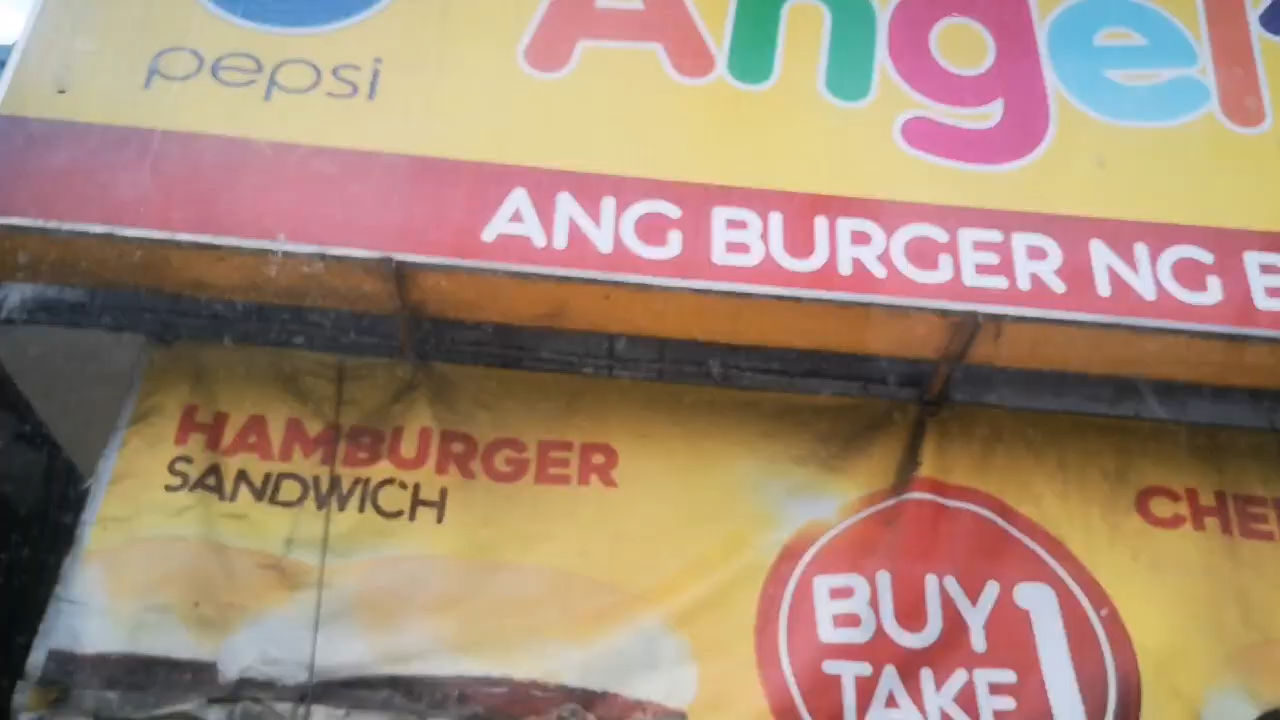 pepsi
Angel
ANG BURGER NG
HAMBURGER
SANDWICH
BUY 1
TAKE